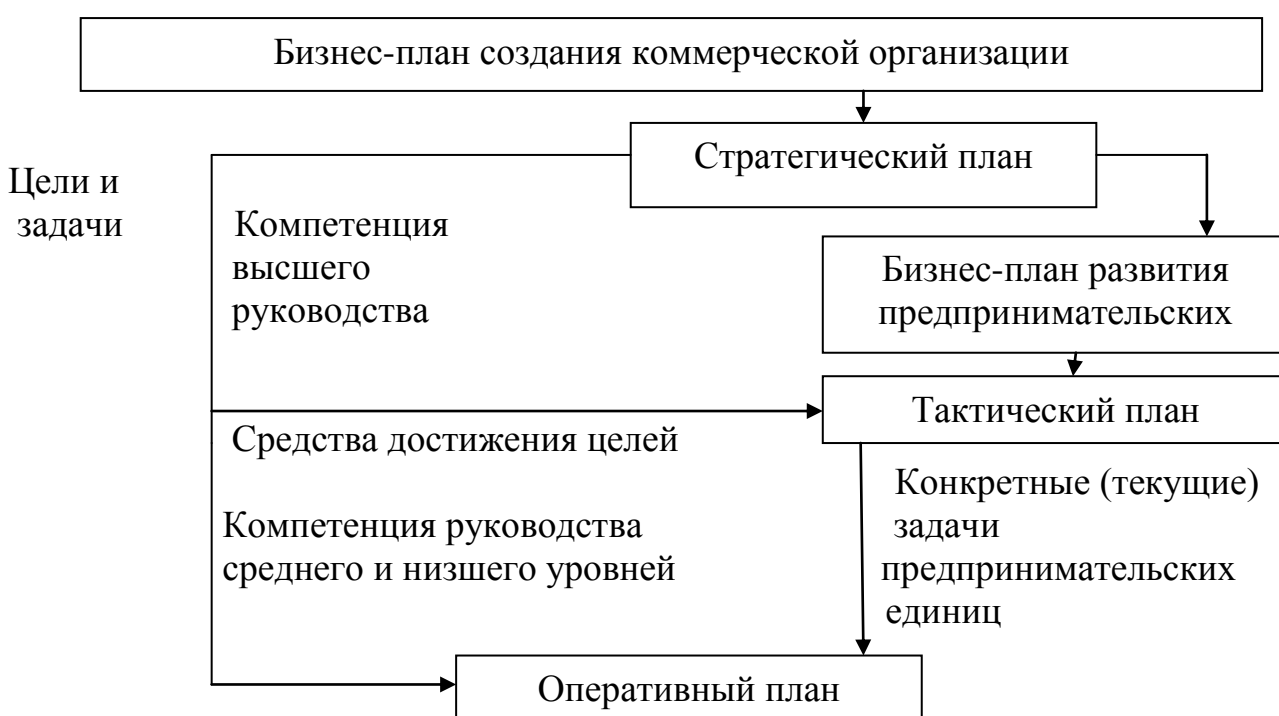 Бизнес-план создания коммерческой организации
Стратегический план
Цели и
задачи
Компетенция
высшего
руководства
Бизнес-план развития
предпринимательских
Тактический план
Средства достижения целей
Конкретные (текущие)
задачи
предпринимательских
единиц
Компетенция руководства
среднего и низшего уровней
Оперативный план